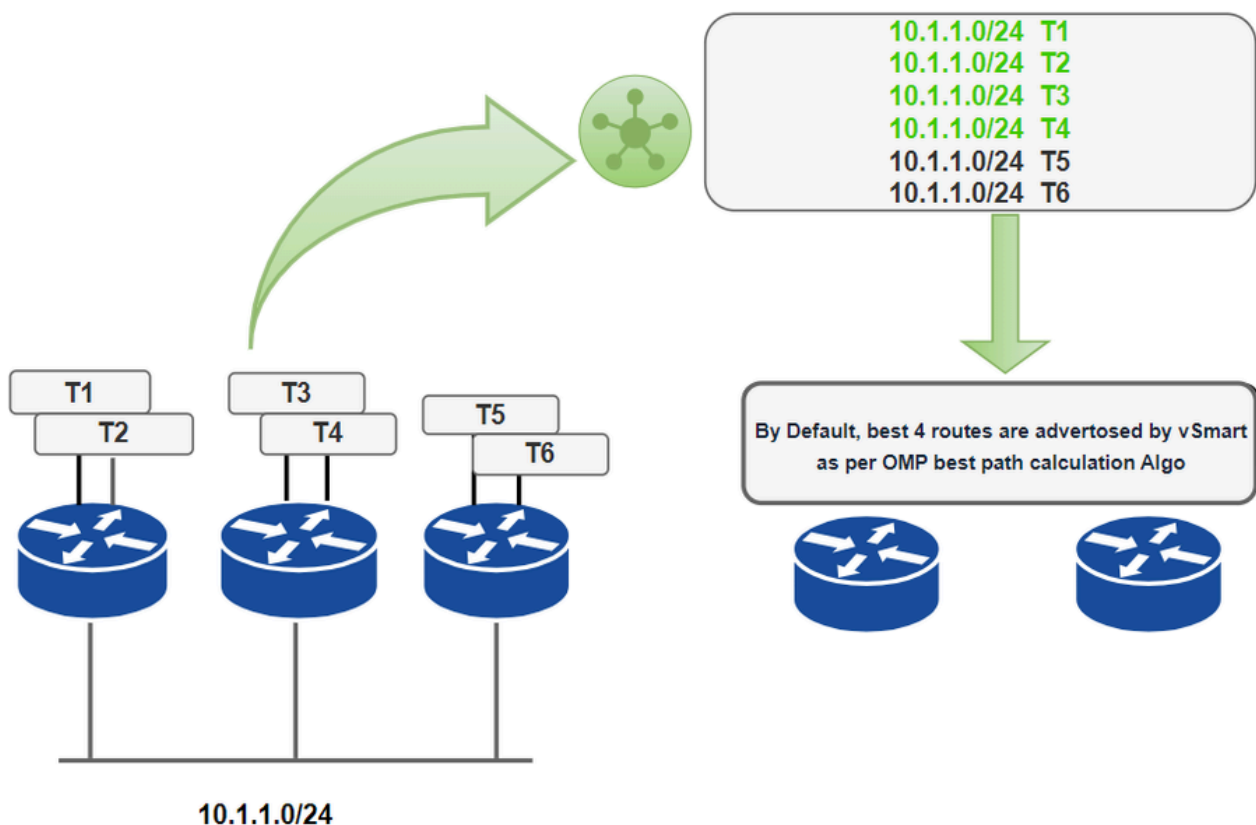 10.1.1.0/24 T1
10.1.1.0/24 T2
10.1.1.0/24 T3
10.1.1.0/24 T4
10.1.1.0/24 T5
10.1.1.0/24 T6
T1
T2
T3
T4
T5
T6
By Default, best 4 routes are advertosed by vSmart
as per OMP best path calculation Algo
10.1.1.0/24